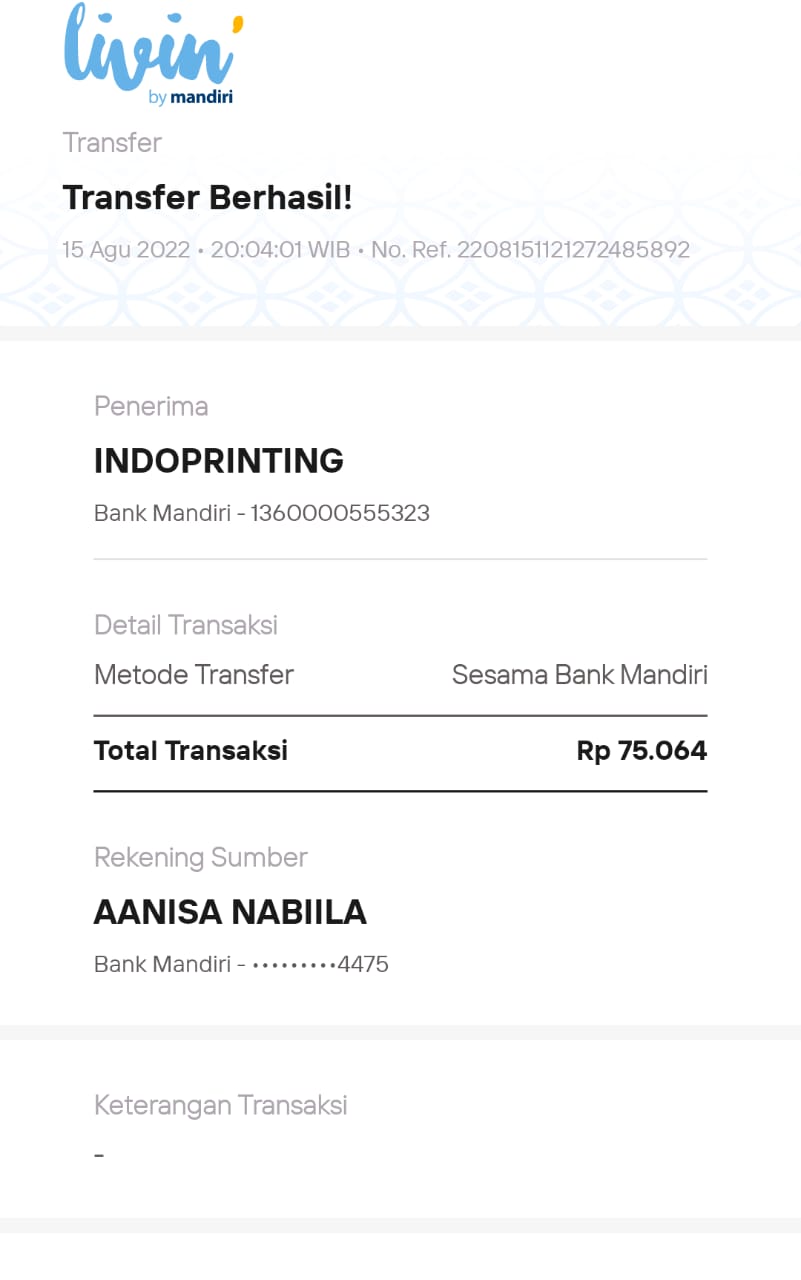 livin'
by mandiri
Transfer
Transfer Berhasil!
15 Agu 2022 • 20:04:01 WIB • No. Ref. 2208151121272485892
Penerima
INDOPRINTING
Bank Mandiri - 1360000555323
Detail Transaksi
Metode Transfer Sesama Bank Mandiri
Total Transaksi Rp 75.064
Rekening Sumber
AANISA NABIILA
Bank Mandiri - •••••••••4475
Keterangan Transaksi
-